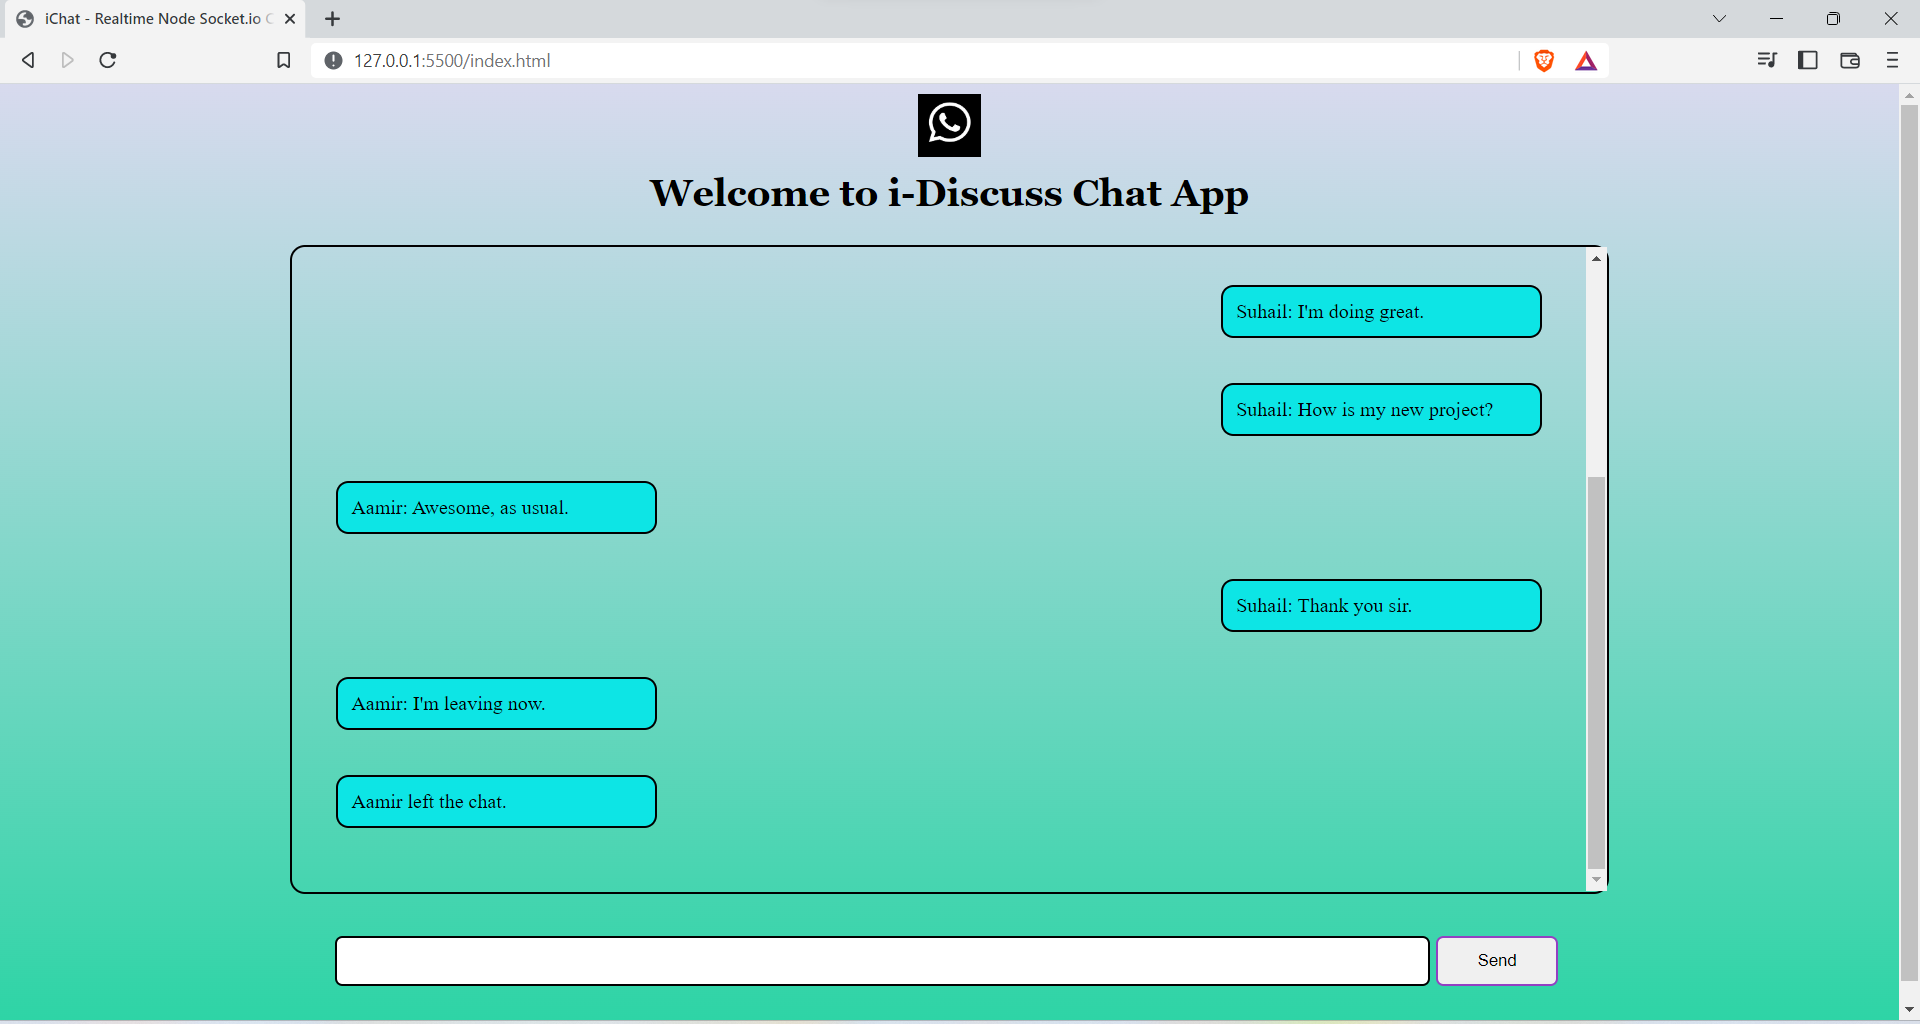 iChat - Realtime Node Socket.io
127.0.0.1:5500/index.html
Welcome to i-Discuss Chat App
Suhail: I'm doing great.
Suhail: How is my new project?
Aamir: Awesome, as usual.
Suhail: Thank you sir.
Aamir: I'm leaving now.
Aamir left the chat.
Send